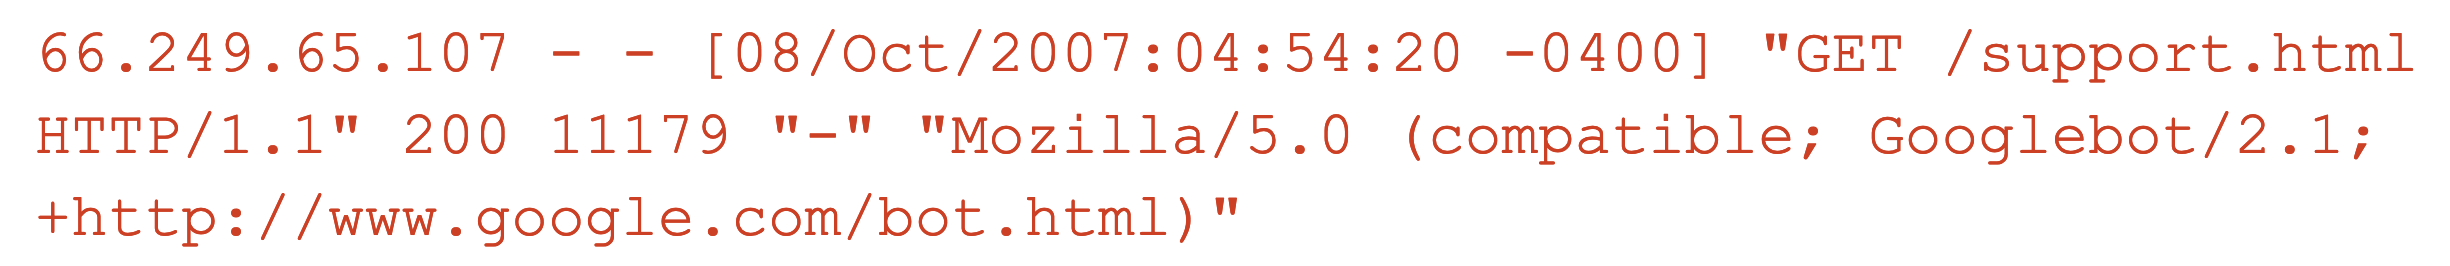 66.249.65.107 - - [08/Oct/2007:04:54:20 -0400] "GET /support.html
HTTP/1.1" 200 11179 "-" "Mozilla/5.0 (compatible; Googlebot/2.1;
+http://www.google.com/bot.html)"